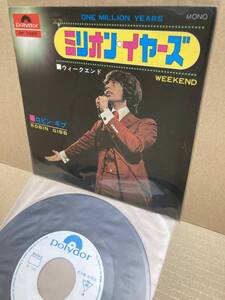 ONE MILLION YEARS
MONO
polydor
ミリオン・イヤーズ
■ウィークエンド
WEEKEND
■ロビン・ギブ
ROBIN GIBB
polydor